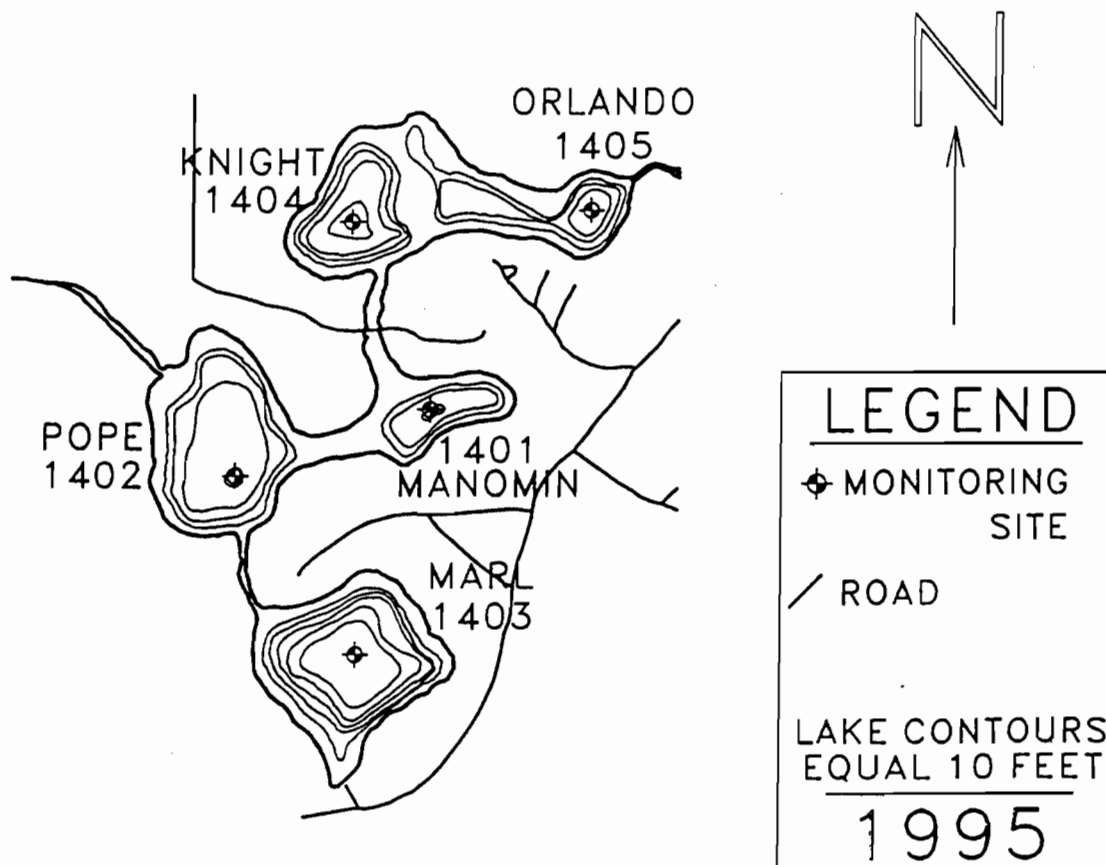 N
ORLANDO
1405
KNIGHT
1404
POPE
1402
1401
MANOMIN
MARL
1403
LEGEND
MONITORING
SITE
ROAD
LAKE CONTOURS
EQUAL 10 FEET
1995